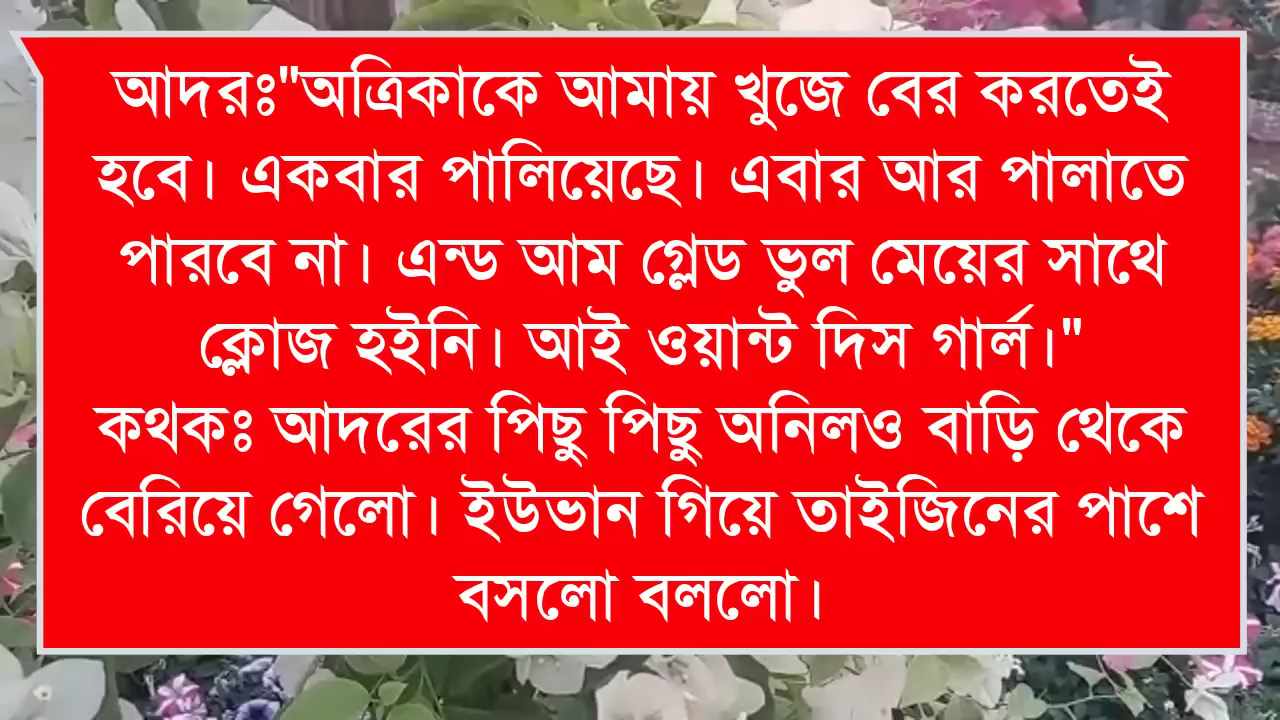 আদরঃ"অত্রিকাকে আমায় খুজে বের করতেই
হবে। একবার পালিয়েছে। এবার আর পালাতে
পারবে না। এন্ড আম গ্লেড ভুল মেয়ের সাথে
ক্লোজ হইনি। আই ওয়ান্ট দিস গার্ল।"
কথকঃ আদরের পিছু পিছু অনিলও বাড়ি থেকে
বেরিয়ে গেলো। ইউভান গিয়ে তাইজিনের পাশে
বসলো বললো।